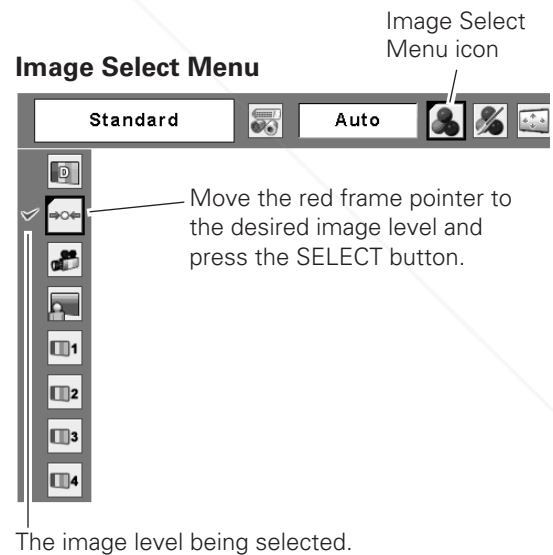 Image Select
Menu icon
Image Select Menu
Standard
Auto
D
Move the red frame pointer to
the desired image level and
press the SELECT button.
1
2
3
4
The image level being selected.